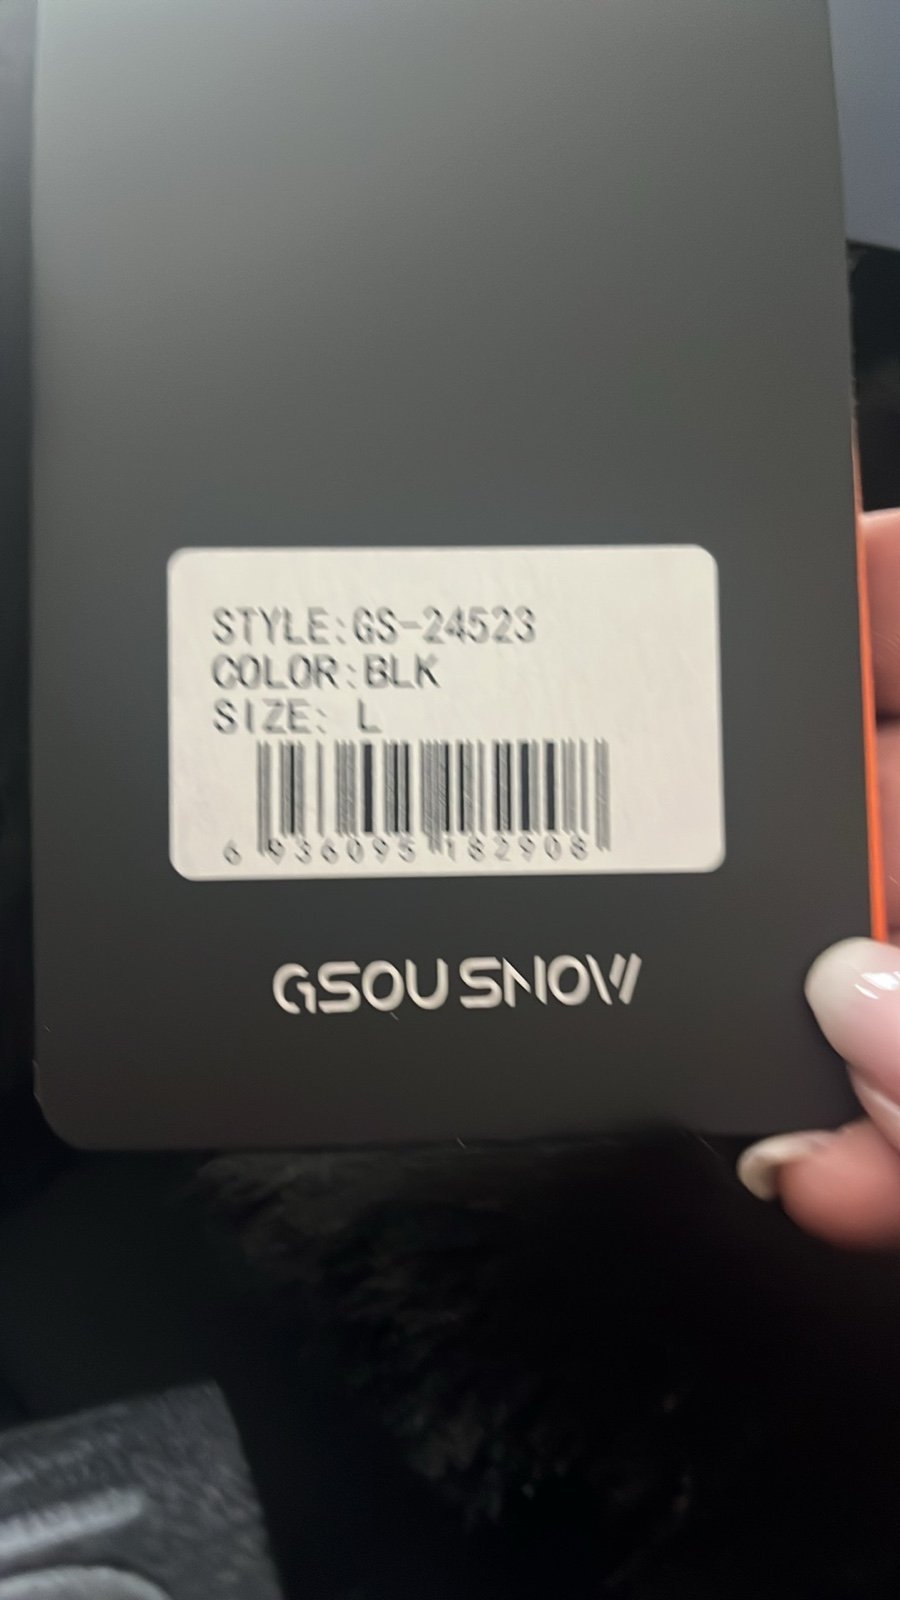 STYLE:GS-24523
COLOR:BLK
SIZE: L
6 936095 182908
GSOU SNOW